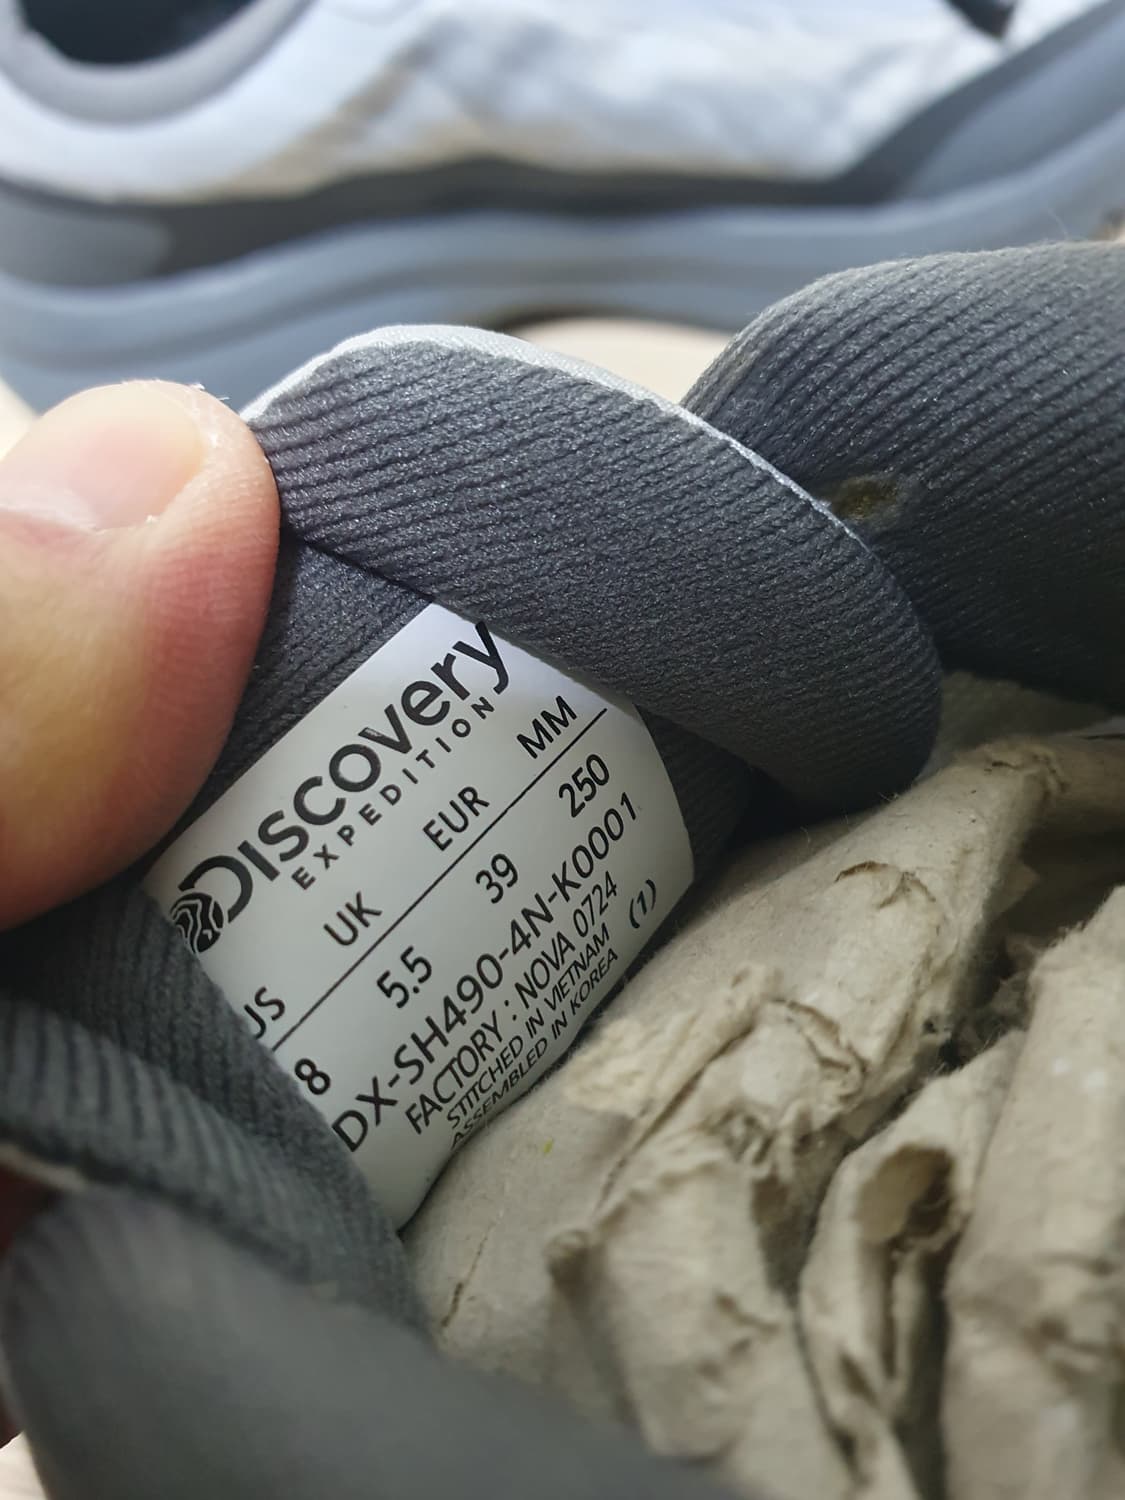 DISCOVERY
EXPEDITION
US UK EUR MM
8 5.5 39 250
DX-SH490-4N-K0001
FACTORY : NOVA 0724
STITCHED IN VIETNAM (1)
ASSEMBLED IN KOREA